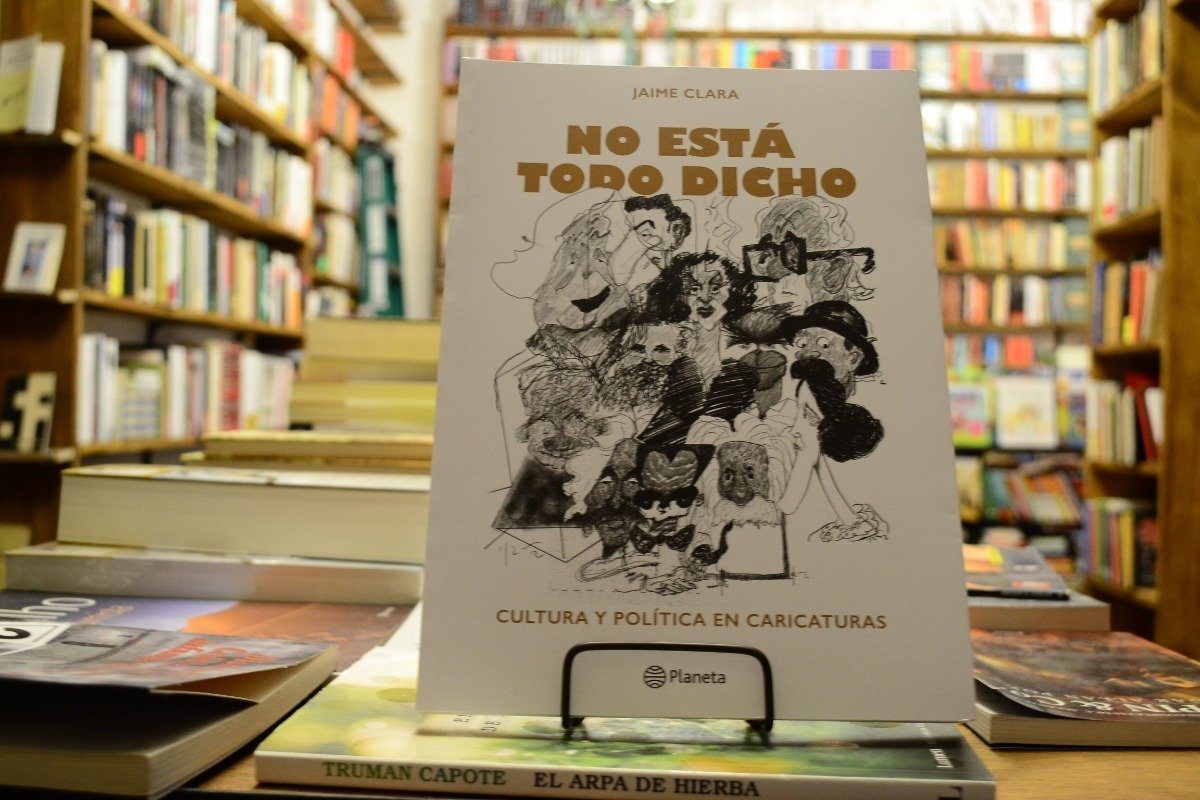 JAIME CLARA
NO ESTÁ
TODO DICHO
CULTURA Y POLÍTICA EN CARICATURAS
Planeta
TRUMAN CAPOTE EL ARPA DE HIERBA